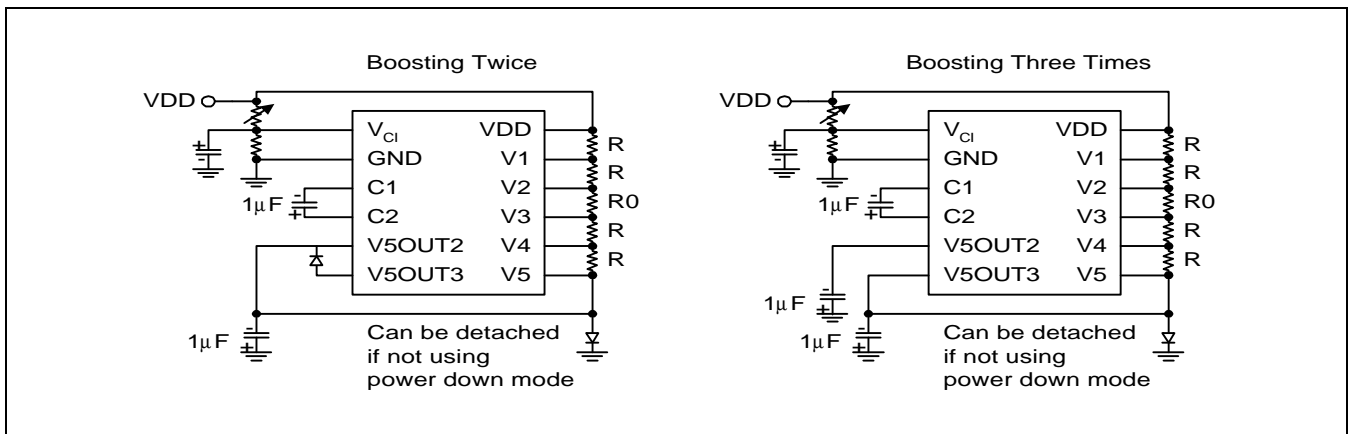 Boosting Twice
VDD
VCI VDD
GND V1
C1 V2
C2 V3
V5OUT2 V4
V5OUT3 V5
R
R
R0
R
R
+
-
1μF
-
+
1μF
-
+
Can be detached
if not using
power down mode
Boosting Three Times
VDD
VCI VDD
GND V1
C1 V2
C2 V3
V5OUT2 V4
V5OUT3 V5
R
R
R0
R
R
+
-
1μF
-
+
1μF
-
+
1μF
-
+
Can be detached
if not using
power down mode